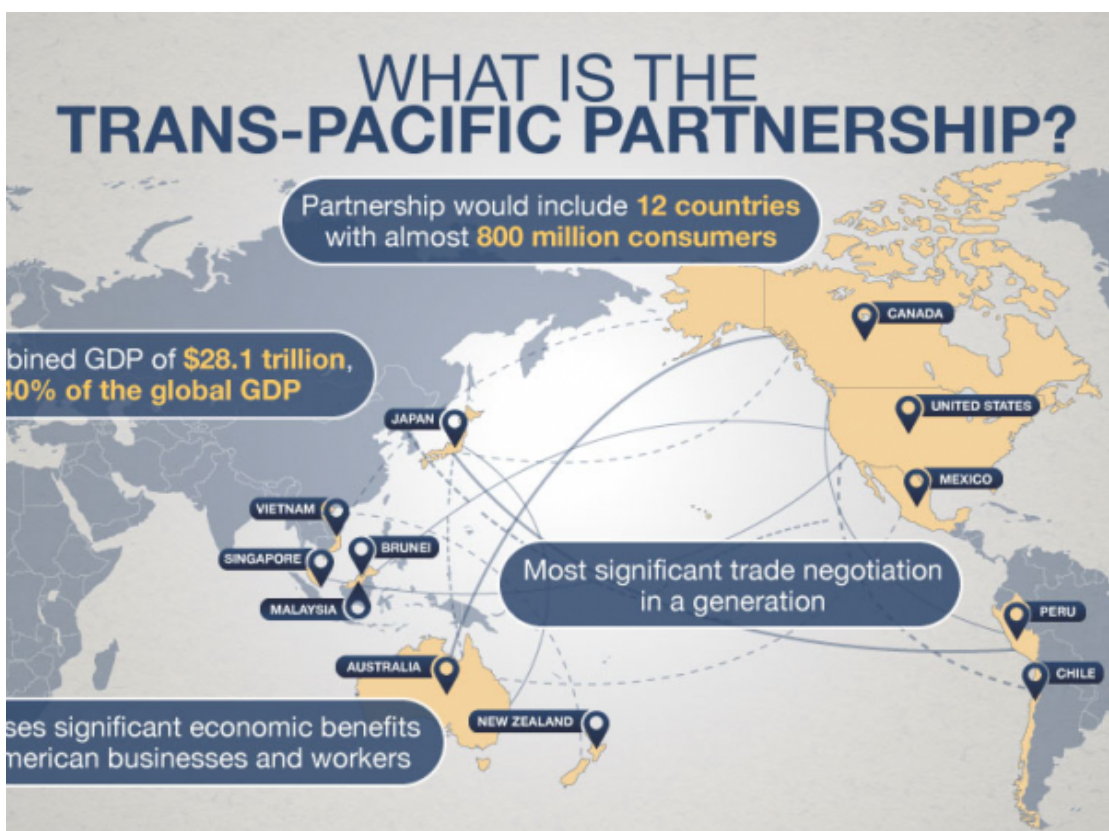 WHAT IS THE
TRANS-PACIFIC PARTNERSHIP?
Partnership would include 12 countries
with almost 800 million consumers
bined GDP of $28.1 trillion,
40% of the global GDP
CANADA
UNITED STATES
MEXICO
JAPAN
VIETNAM
BRUNEI
SINGAPORE
MALAYSIA
Most significant trade negotiation
in a generation
PERU
CHILE
AUSTRALIA
NEW ZEALAND
ses significant economic benefits
merican businesses and workers